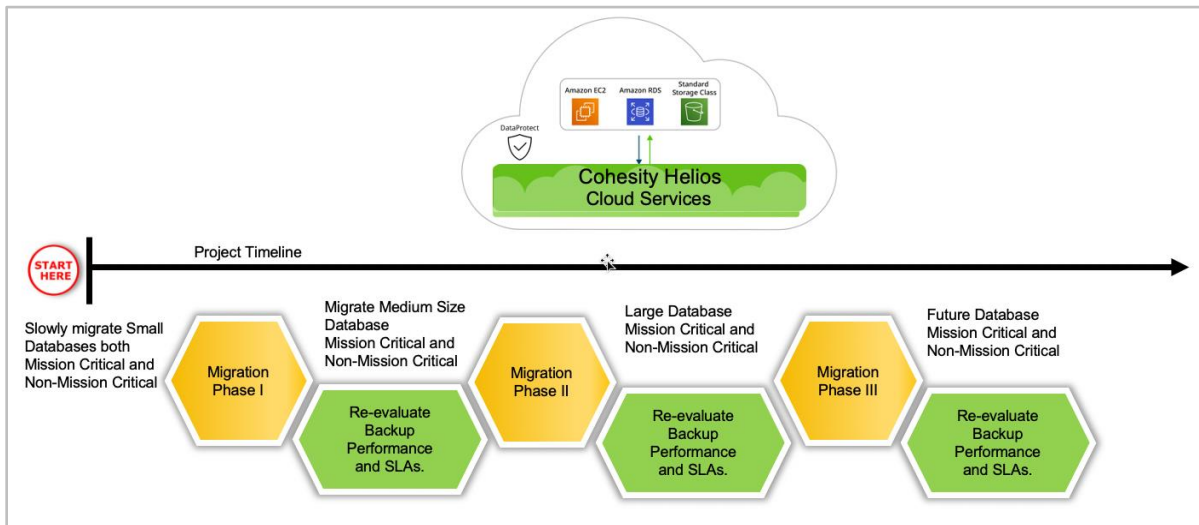 Amazon EC2
Amazon RDS
Standard
Storage Class
DataProtect
Cohesity Helios
Cloud Services
START
HERE
Project Timeline
Slowly migrate Small
Databases both
Mission Critical and
Non-Mission Critical
Migration
Phase I
Migrate Medium Size
Database
Mission Critical and
Non-Mission Critical
Re-evaluate
Backup
Performance
and SLAs.
Migration
Phase II
Large Database
Mission Critical and
Non-Mission Critical
Re-evaluate
Backup
Performance
and SLAs.
Migration
Phase III
Future Database
Mission Critical and
Non-Mission Critical
Re-evaluate
Backup
Performance
and SLAs.